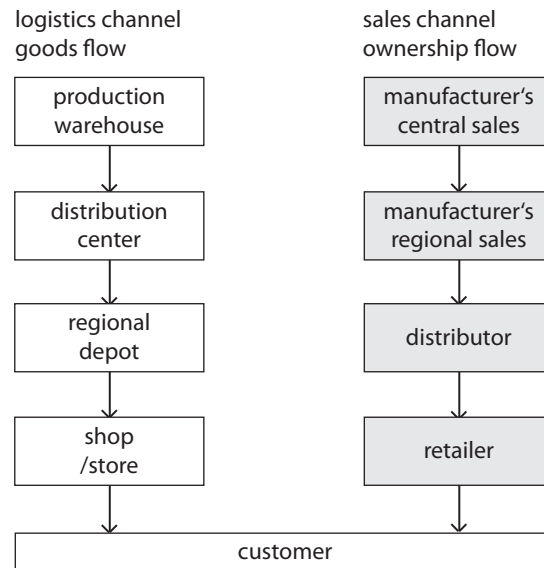 logistics channel
goods flow
production
warehouse
distribution
center
regional
depot
shop
/store
sales channel
ownership flow
manufacturer‘s
central sales
manufacturer‘s
regional sales
distributor
retailer
customer